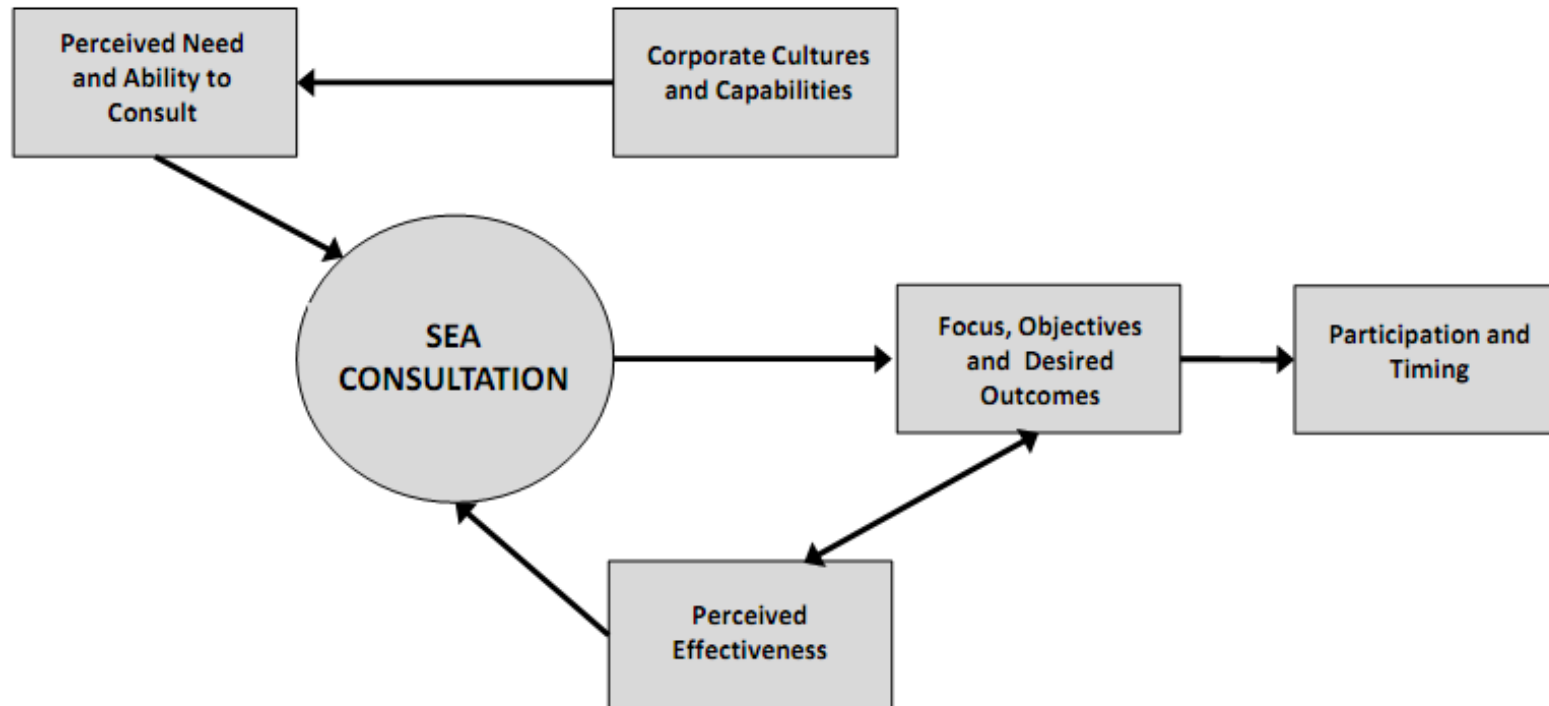 Perceived Need
and Ability to
Consult
Corporate Cultures
and Capabilities
SEA
CONSULTATION
Focus, Objectives
and Desired
Outcomes
Participation and
Timing
Perceived
Effectiveness